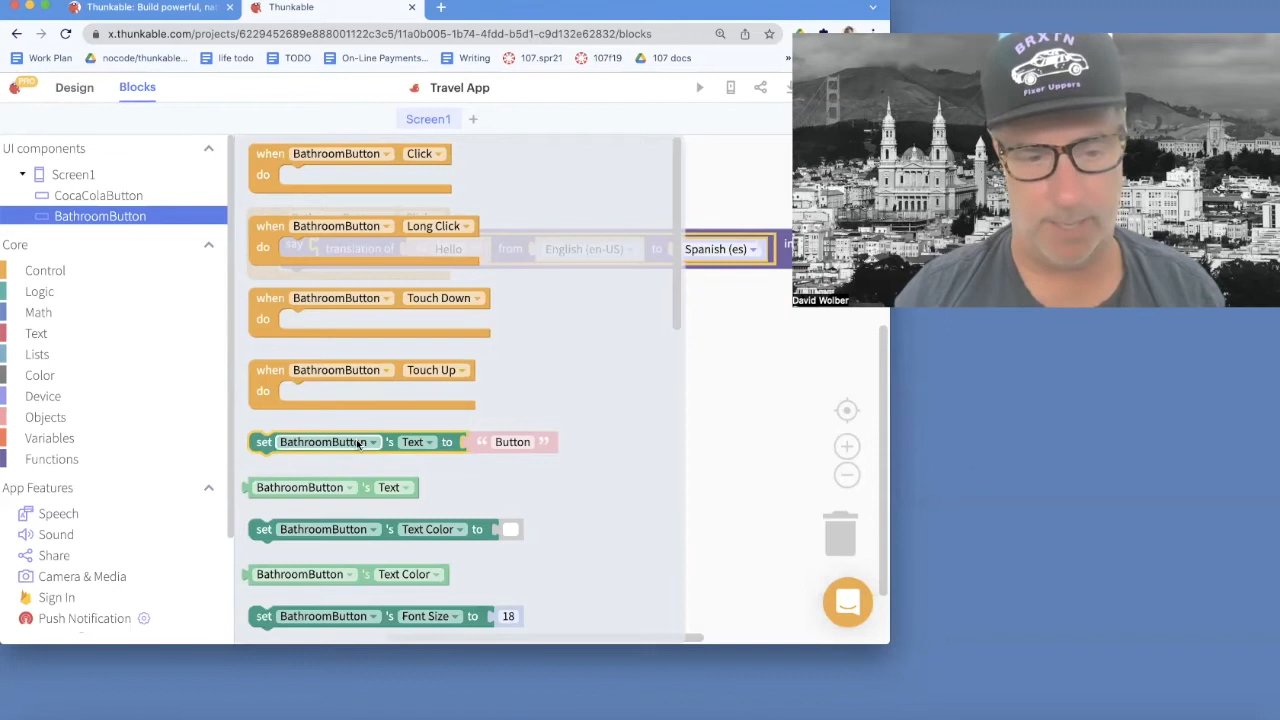 Thunkable: Build powerful, nat
Thunkable
x.thunkable.com/projects/6229452689e888001122c3c5/11a0b005-1b74-4fdd-b5d1-c9d132e62832/blocks
Work Plan
nocode/thunkable...
life todo
TODO
On-Line Payments...
Writing
107.spr21
107f19
107 docs
»
PRO
Design
Blocks
Travel App
Screen1
UI components
Screen1
CocaColaButton
BathroomButton
Core
Control
Logic
Math
Text
Lists
Color
Device
Objects
Variables
Functions
App Features
Speech
Sound
Share
Camera & Media
Sign In
Push Notification
when BathroomButton Click
do
when BathroomButton Long Click
do
say translation of Hello from English (en-US) to Spanish (es) in
when BathroomButton Touch Down
do
when BathroomButton Touch Up
do
set BathroomButton 's Text to “ Button ”
BathroomButton 's Text
set BathroomButton 's Text Color to
BathroomButton 's Text Color
set BathroomButton 's Font Size to 18
BRXTN
Fixer Uppers
David Wolber